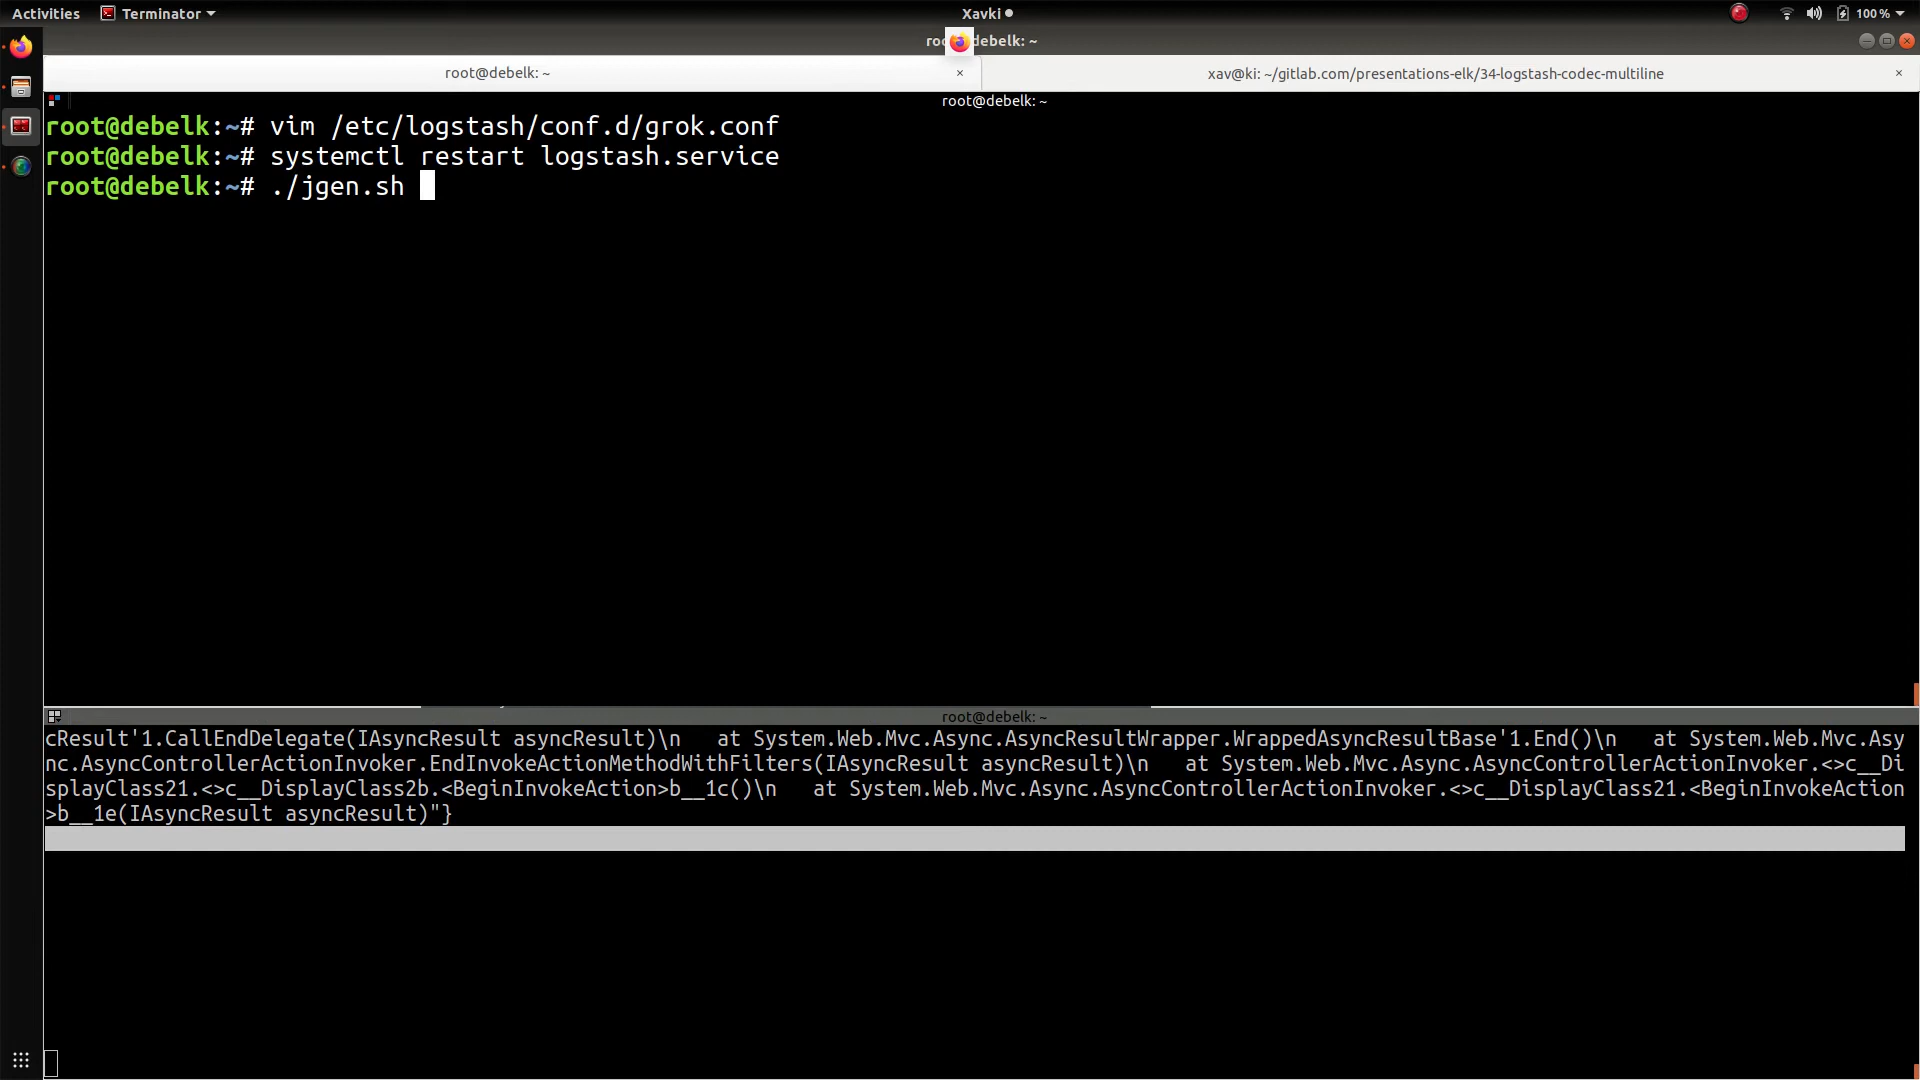 Activities
Terminator
Xavki
100 %
debelk: ~
root@debelk: ~
xav@ki: ~/gitlab.com/presentations-elk/34-logstash-codec-multiline
root@debelk: ~
root@debelk:~# vim /etc/logstash/conf.d/grok.conf
root@debelk:~# systemctl restart logstash.service
root@debelk:~# ./jgen.sh
root@debelk: ~
cResult'1.CallEndDelegate(IAsyncResult asyncResult)\n   at System.Web.Mvc.Async.AsyncResultWrapper.WrappedAsyncResultBase'1.End()\n   at System.Web.Mvc.Asy
nc.AsyncControllerActionInvoker.EndInvokeActionMethodWithFilters(IAsyncResult asyncResult)\n   at System.Web.Mvc.Async.AsyncControllerActionInvoker.<>c__Di
splayClass21.<>c__DisplayClass2b.<BeginInvokeAction>b__1c()\n   at System.Web.Mvc.Async.AsyncControllerActionInvoker.<>c__DisplayClass21.<BeginInvokeAction
>b__1e(IAsyncResult asyncResult)"}